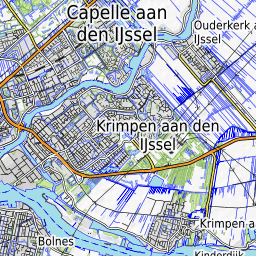 Capelle aan
den IJssel
Ouderkerk a
IJssel
Krimpen aan den
IJssel
Krimpen a
Bolnes
Kinderdijk